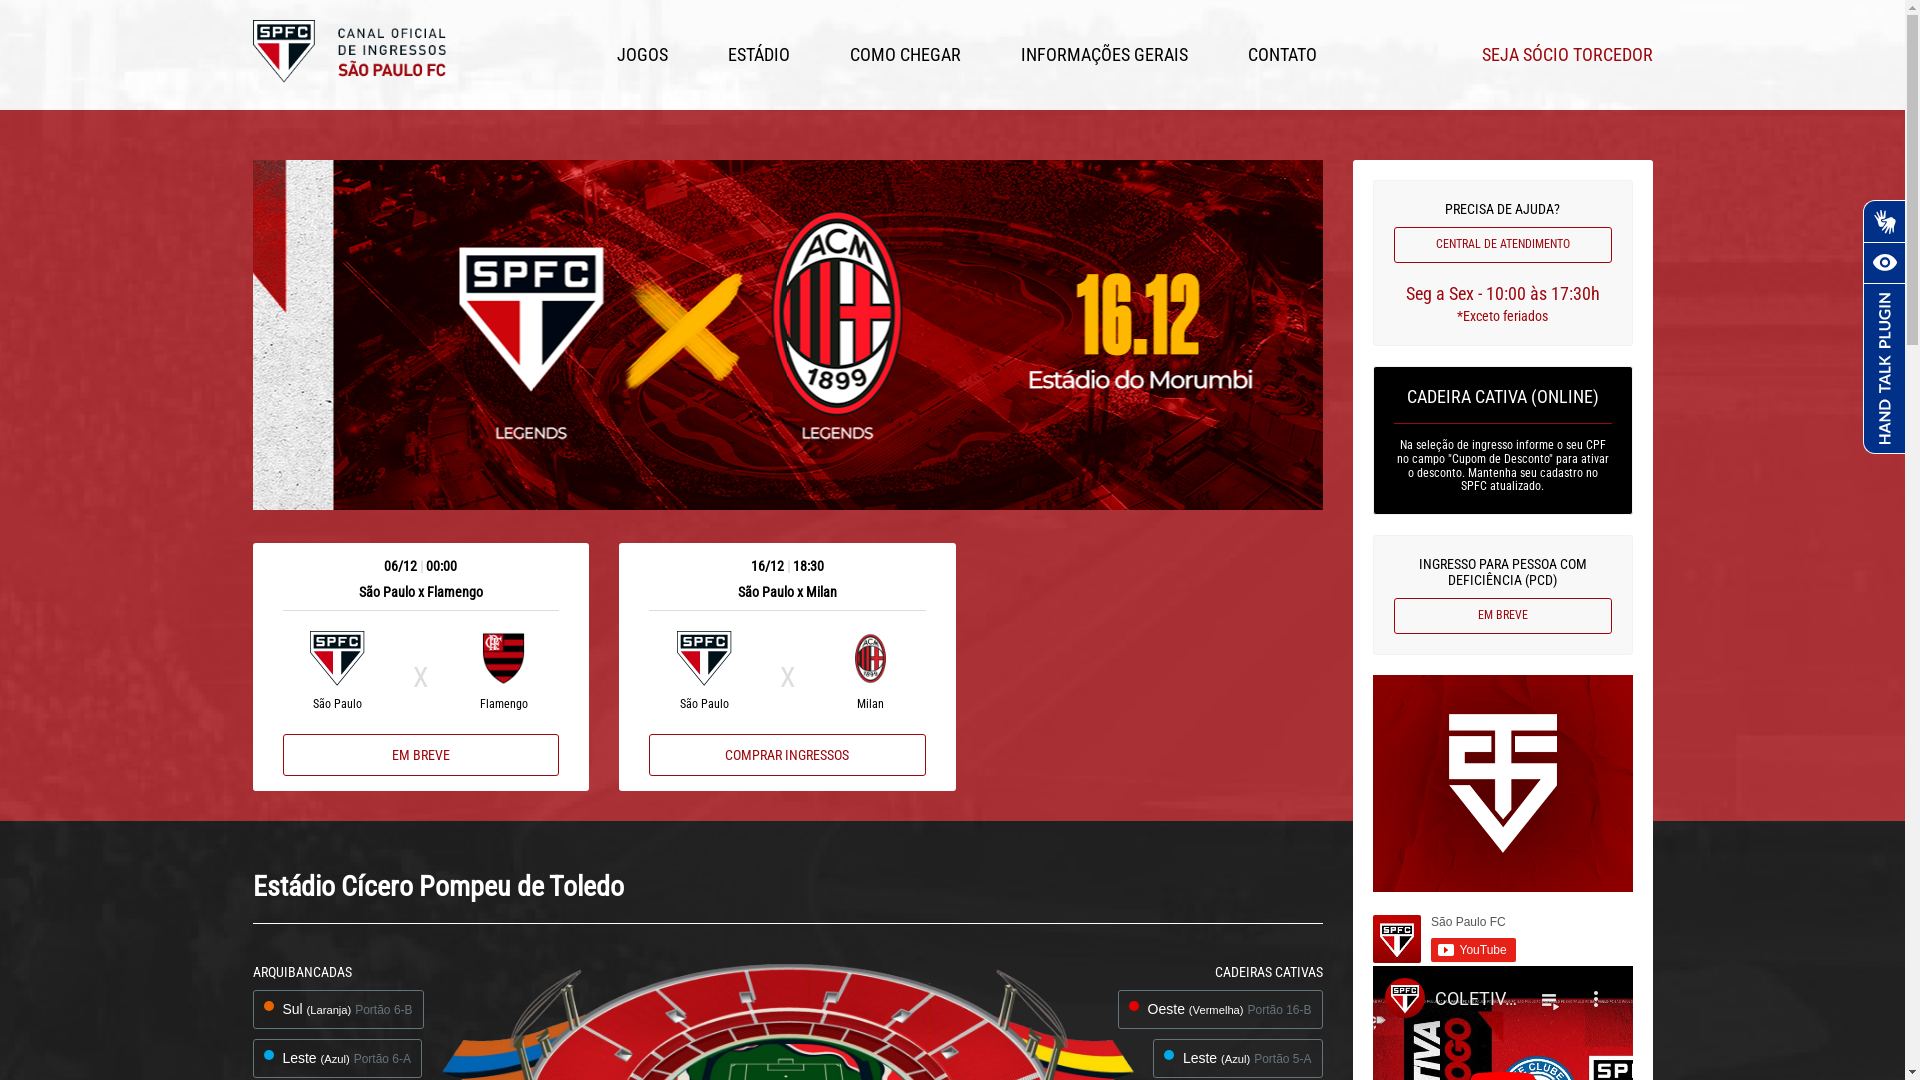 SPFC
CANAL OFICIAL
DE INGRESSOS
SÃO PAULO FC
JOGOS
ESTÁDIO
COMO CHEGAR
INFORMAÇÕES GERAIS
CONTATO
SEJA SÓCIO TORCEDOR
SPFC
LEGENDS
ACM
1899
LEGENDS
16.12
Estádio do Morumbi
PRECISA DE AJUDA?
CENTRAL DE ATENDIMENTO
Seg a Sex - 10:00 às 17:30h
*Exceto feriados
HAND TALK PLUGIN
CADEIRA CATIVA (ONLINE)
Na seleção de ingresso informe o seu CPF
no campo "Cupom de Desconto" para ativar
o desconto. Mantenha seu cadastro no
SPFC atualizado.
INGRESSO PARA PESSOA COM
DEFICIÊNCIA (PCD)
EM BREVE
06/12 | 00:00
São Paulo x Flamengo
SPFC
X
São Paulo
Flamengo
EM BREVE
16/12 | 18:30
São Paulo x Milan
SPFC
X
ACM
São Paulo
Milan
COMPRAR INGRESSOS
Estádio Cícero Pompeu de Toledo
ARQUIBANCADAS
Sul (Laranja) Portão 6-B
Leste (Azul) Portão 6-A
CADEIRAS CATIVAS
Oeste (Vermelha) Portão 16-B
Leste (Azul) Portão 5-A
SPFC
São Paulo FC
YouTube
SPFC
COLETIV...
SPFC